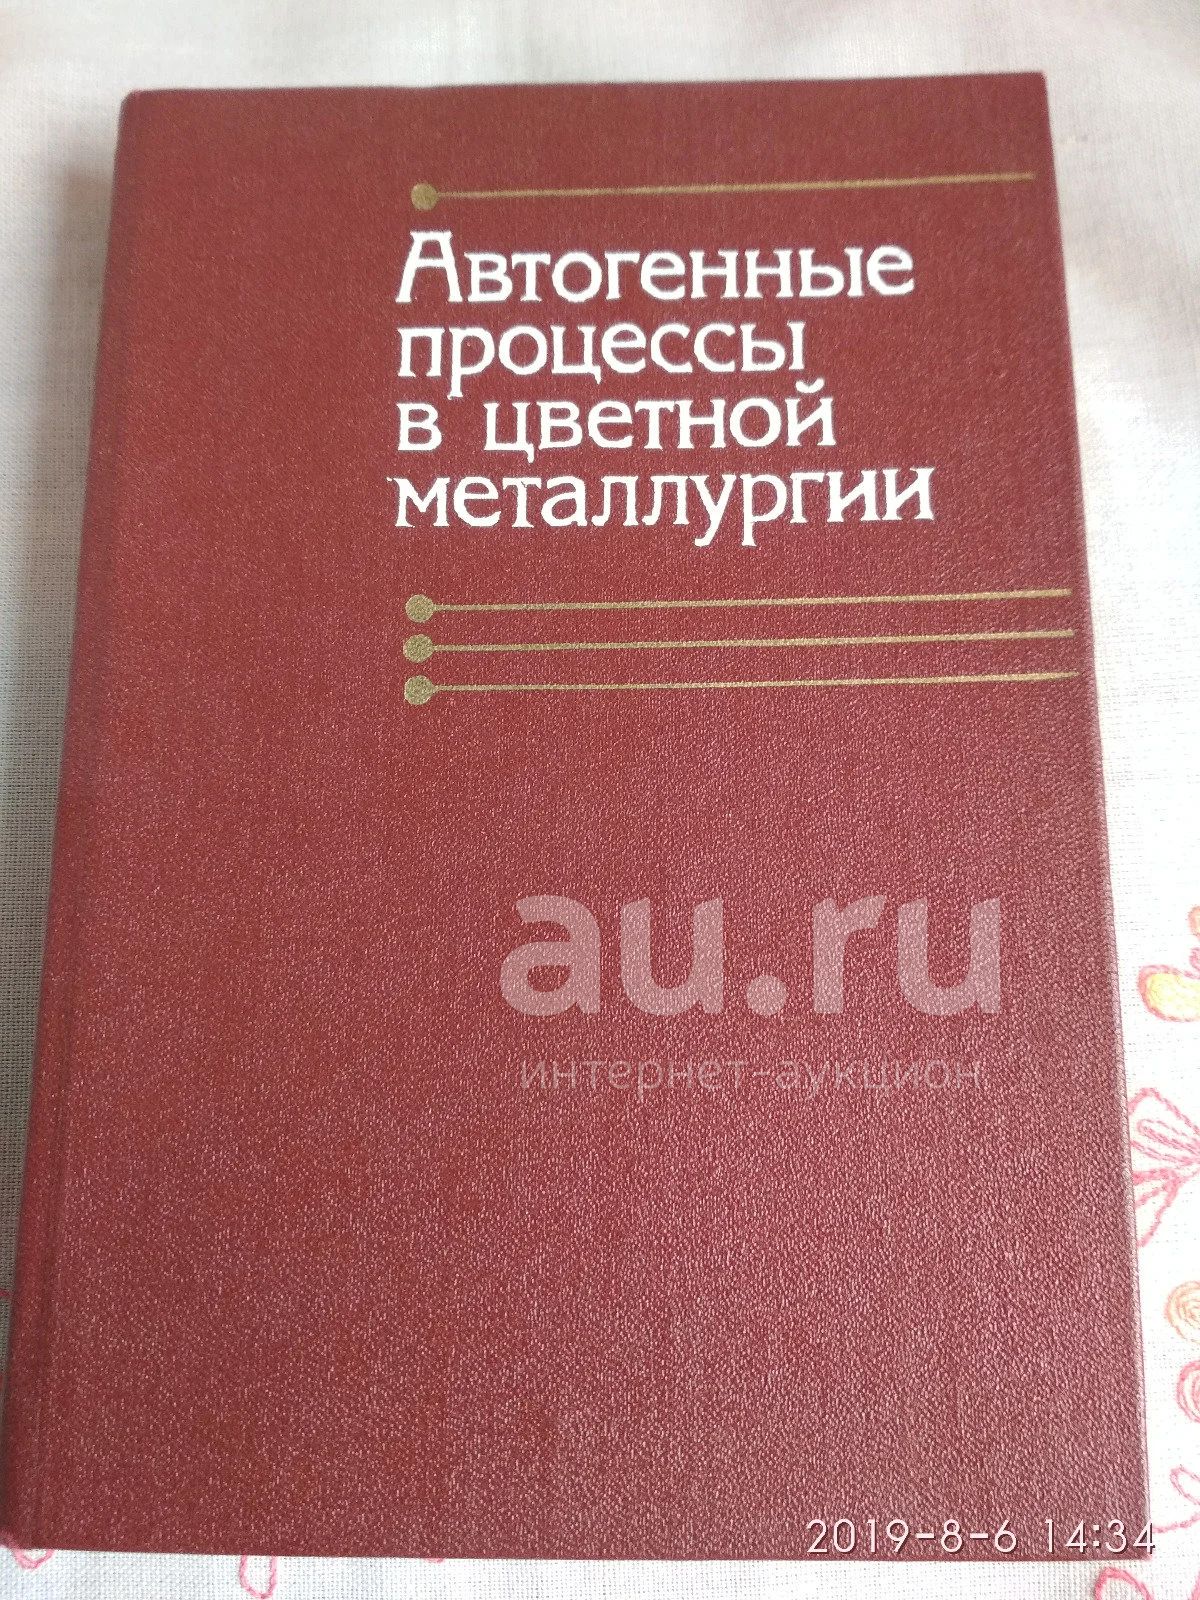 Автогенные
процессы
в цветной
металлургии
au.ru
интернет-аукцион
2019-8-6 14:34